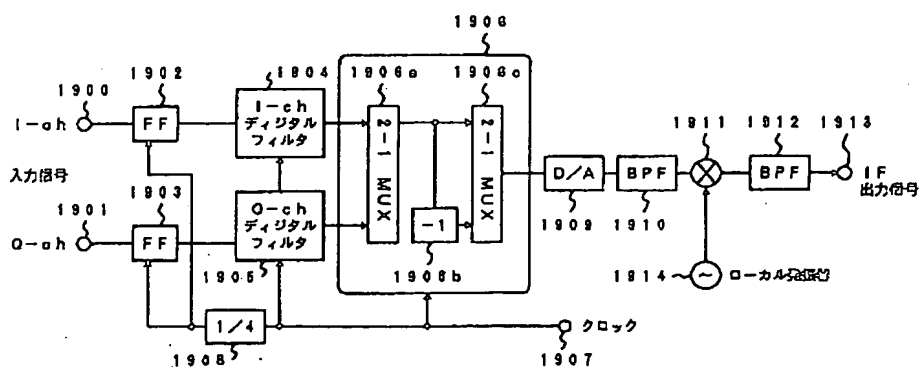 1906
1904
1906a
1906c
1902
1900
I-ch
FF
I-ch
ディジタル
フィルタ
2-1 MUX
2-1 MUX
1911
1912
1913
入力信号
1903
1901
Q-ch
FF
Q-ch
ディジタル
フィルタ
1905
-1
1906b
D/A
1909
BPF
1910
BPF
IF
出力信号
1914
~
ローカル発振器
1/4
1908
クロック
1907